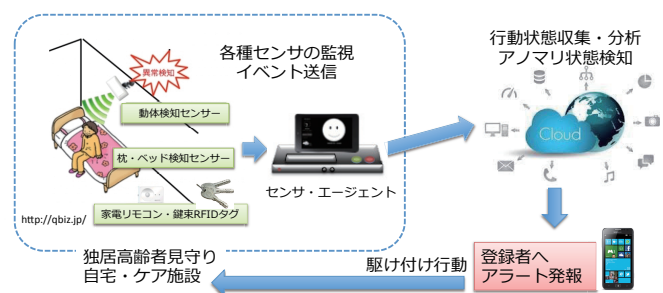 各種センサの監視
イベント送信
異常検知
動体検知センサー
枕・ベッド検知センサー
家電リモコン・鍵束RFIDタグ
http://qbiz.jp/
センサ・エージェント
行動状態収集・分析
アノマリ状態検知
Cloud
独居高齢者見守り
自宅・ケア施設
駆け付け行動
登録者へ
アラート発報